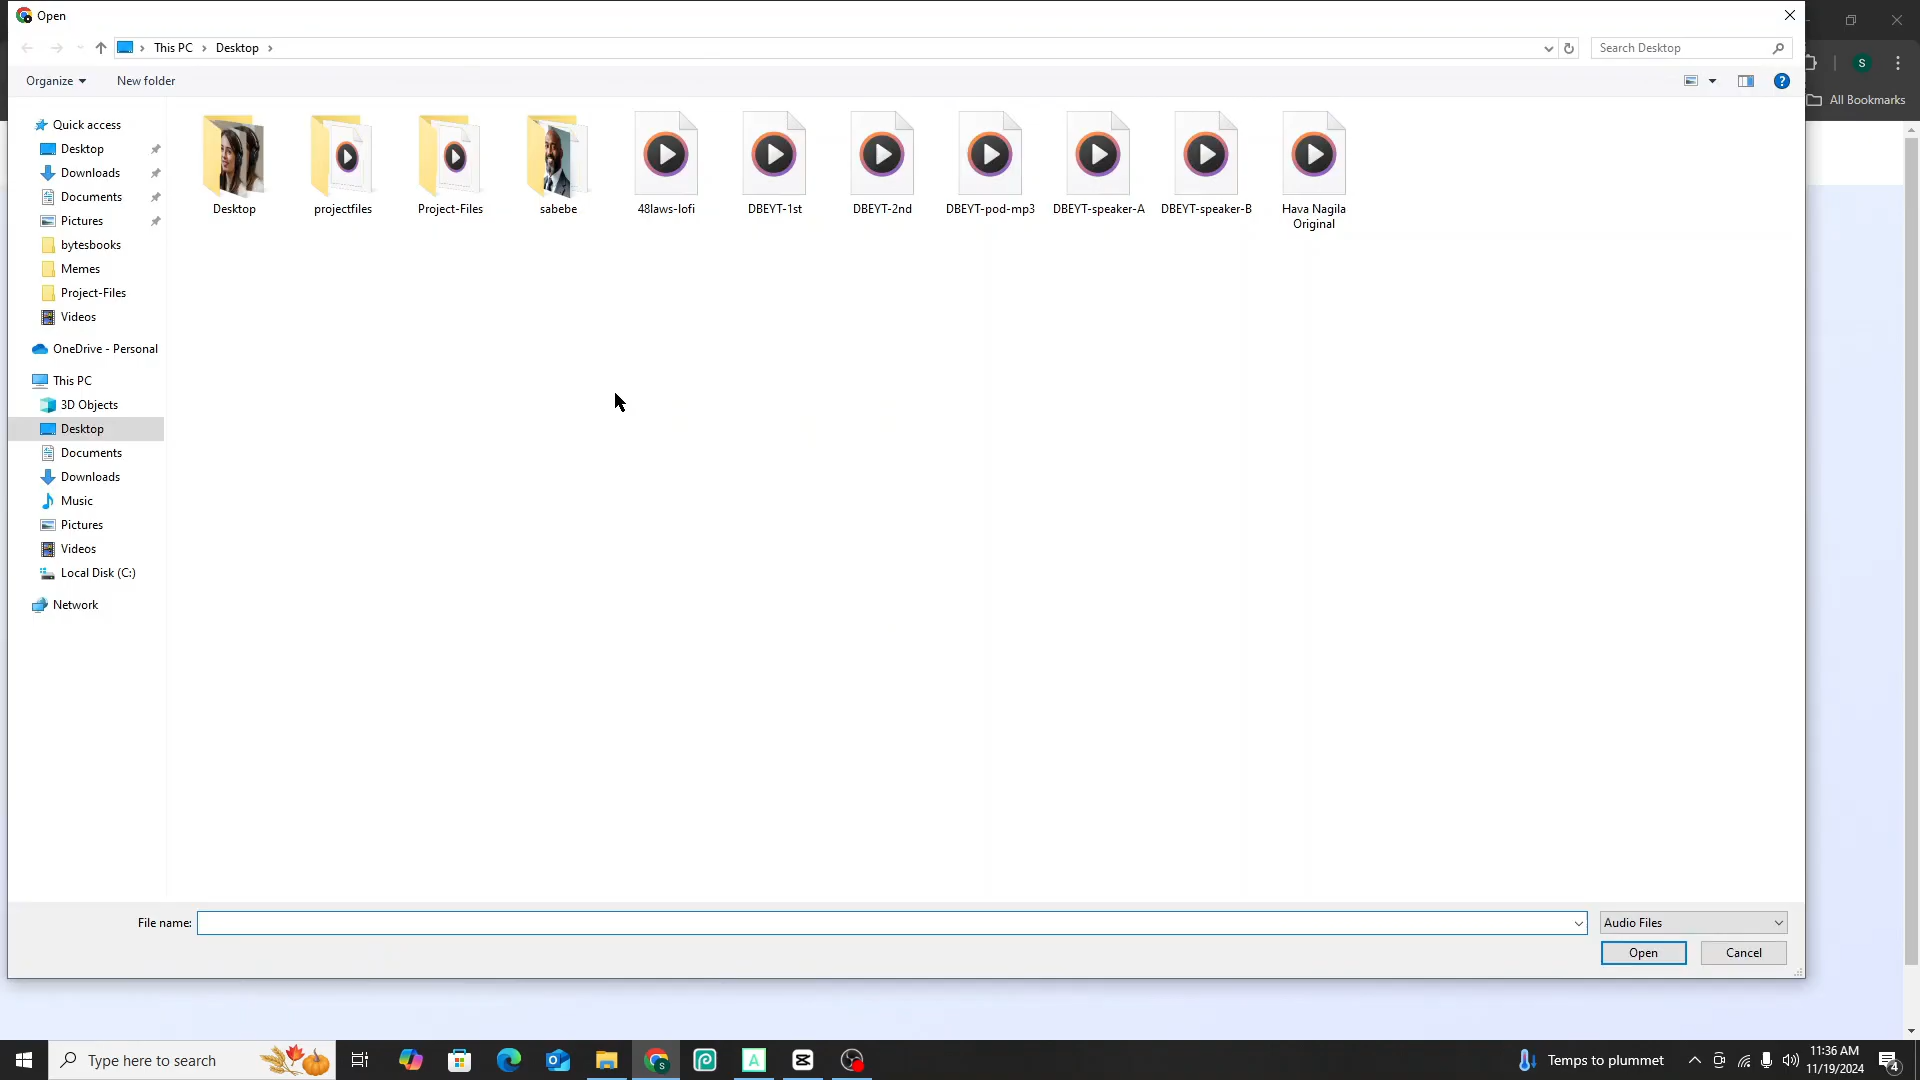 Open
This PC
Desktop
Search Desktop
Organize
New folder
S
All Bookmarks
Quick access
Desktop
Downloads
Documents
Pictures
bytesbooks
Memes
Project-Files
Videos
OneDrive - Personal
This PC
3D Objects
Desktop
Documents
Downloads
Music
Pictures
Videos
Local Disk (C:)
Network
Desktop
projectfiles
Project-Files
sabebe
48laws-lofi
DBEYT-1st
DBEYT-2nd
DBEYT-pod-mp3
DBEYT-speaker-A
DBEYT-speaker-B
Hava Nagila
Original
File name:
Audio Files
Open
Cancel
Type here to search
Temps to plummet
11:36 AM
11/19/2024
4